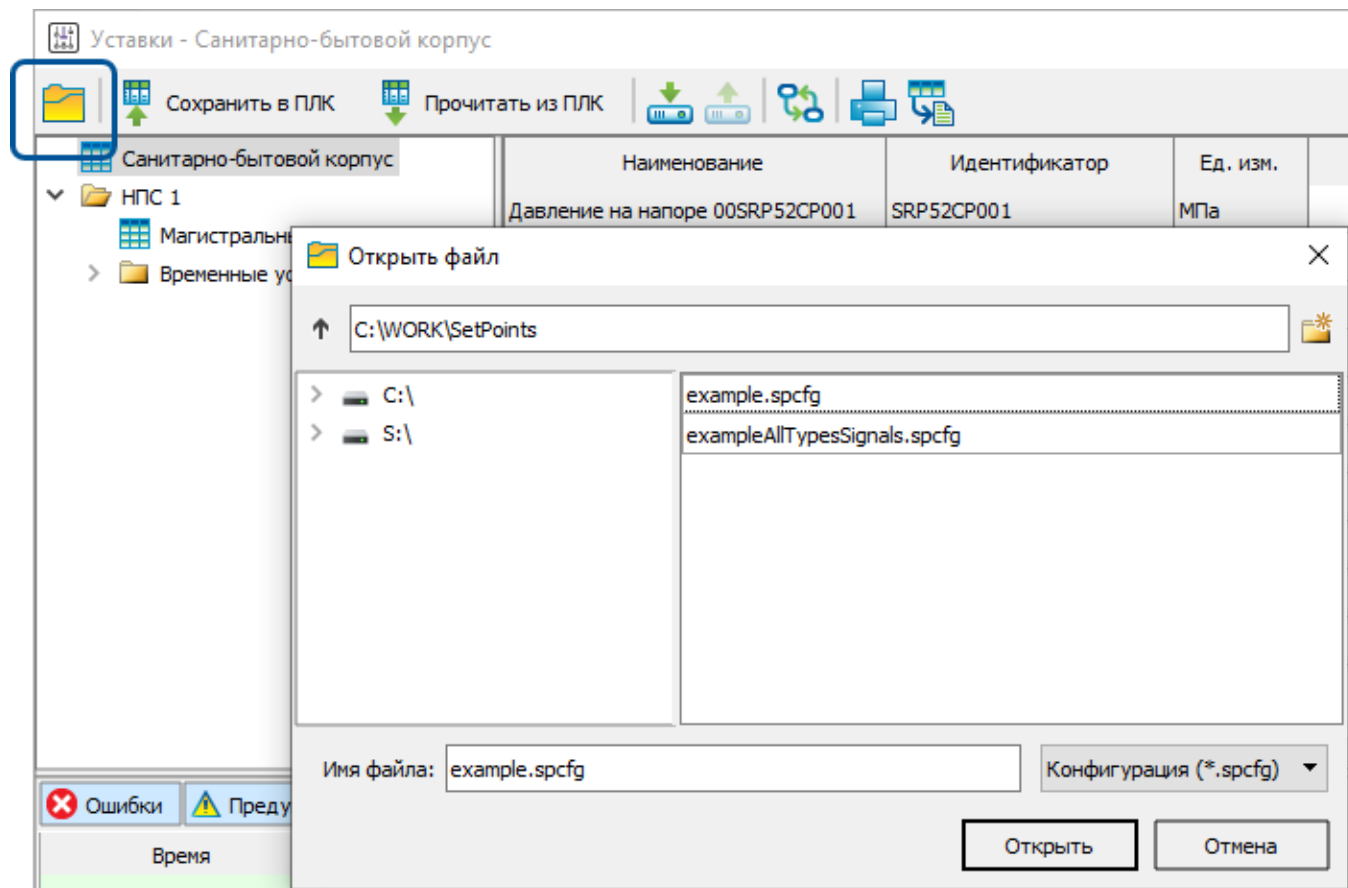 Уставки - Санитарно-бытовой корпус
Сохранить в ПЛК Прочитать из ПЛК
Санитарно-бытовой корпус
НПС 1
Магистральн
Временные ус
Наименование Идентификатор Ед. изм.
Давление на напоре 00SRP52CP001 SRP52CP001 МПа
Открыть файл
C:\WORK\SetPoints
C:\
S:\
example.spcfg
exampleAllTypesSignals.spcfg
Имя файла: example.spcfg Конфигурация (*.spcfg)
Открыть Отмена
Ошибки Преду
Время